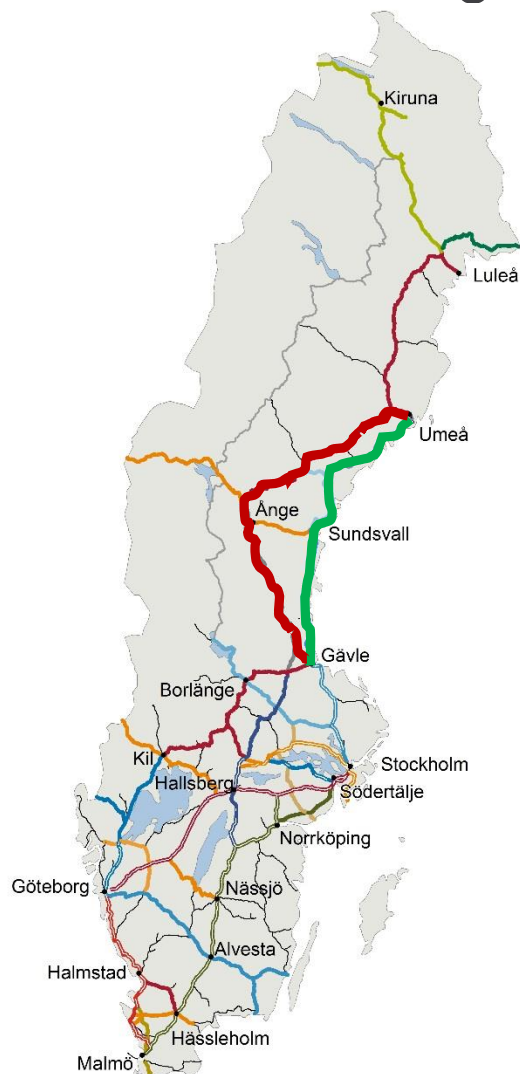 Kiruna
Luleå
Umeå
Ånge
Sundsvall
Gävle
Borlänge
Kil
Stockholm
Hallsberg
Södertälje
Norrköping
Göteborg
Nässjö
Alvesta
Halmstad
Hässleholm
Malmö